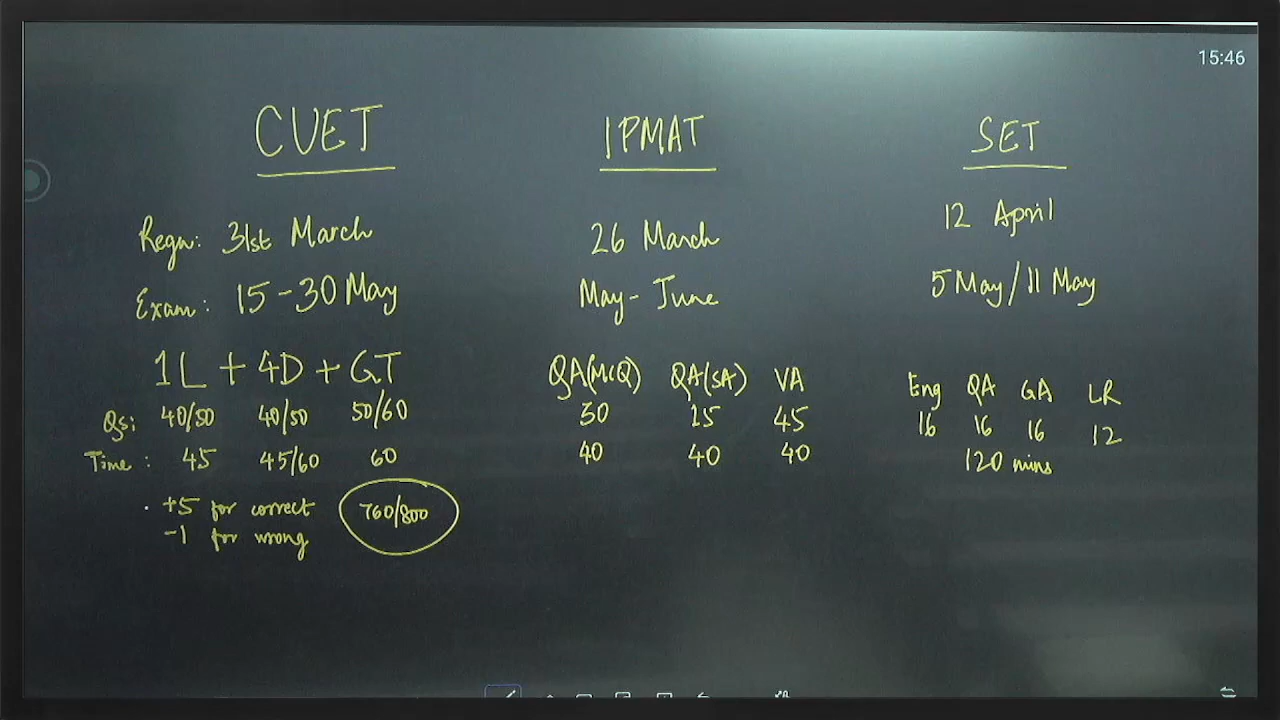 15:46
CUET
Regn: 31st March
Exam: 15-30 May
1L + 4D + GT
Qs: 40/50 40/50 50/60
Time: 45 45/60 60
+5 for correct
-1 for wrong
760/800
IPMAT
26 March
May-June
QA(MCQ) QA(SA) VA
30 15 45
40 40 40
SET
12 April
5 May/11 May
Eng QA GA LR
16 16 16 12
120 mins